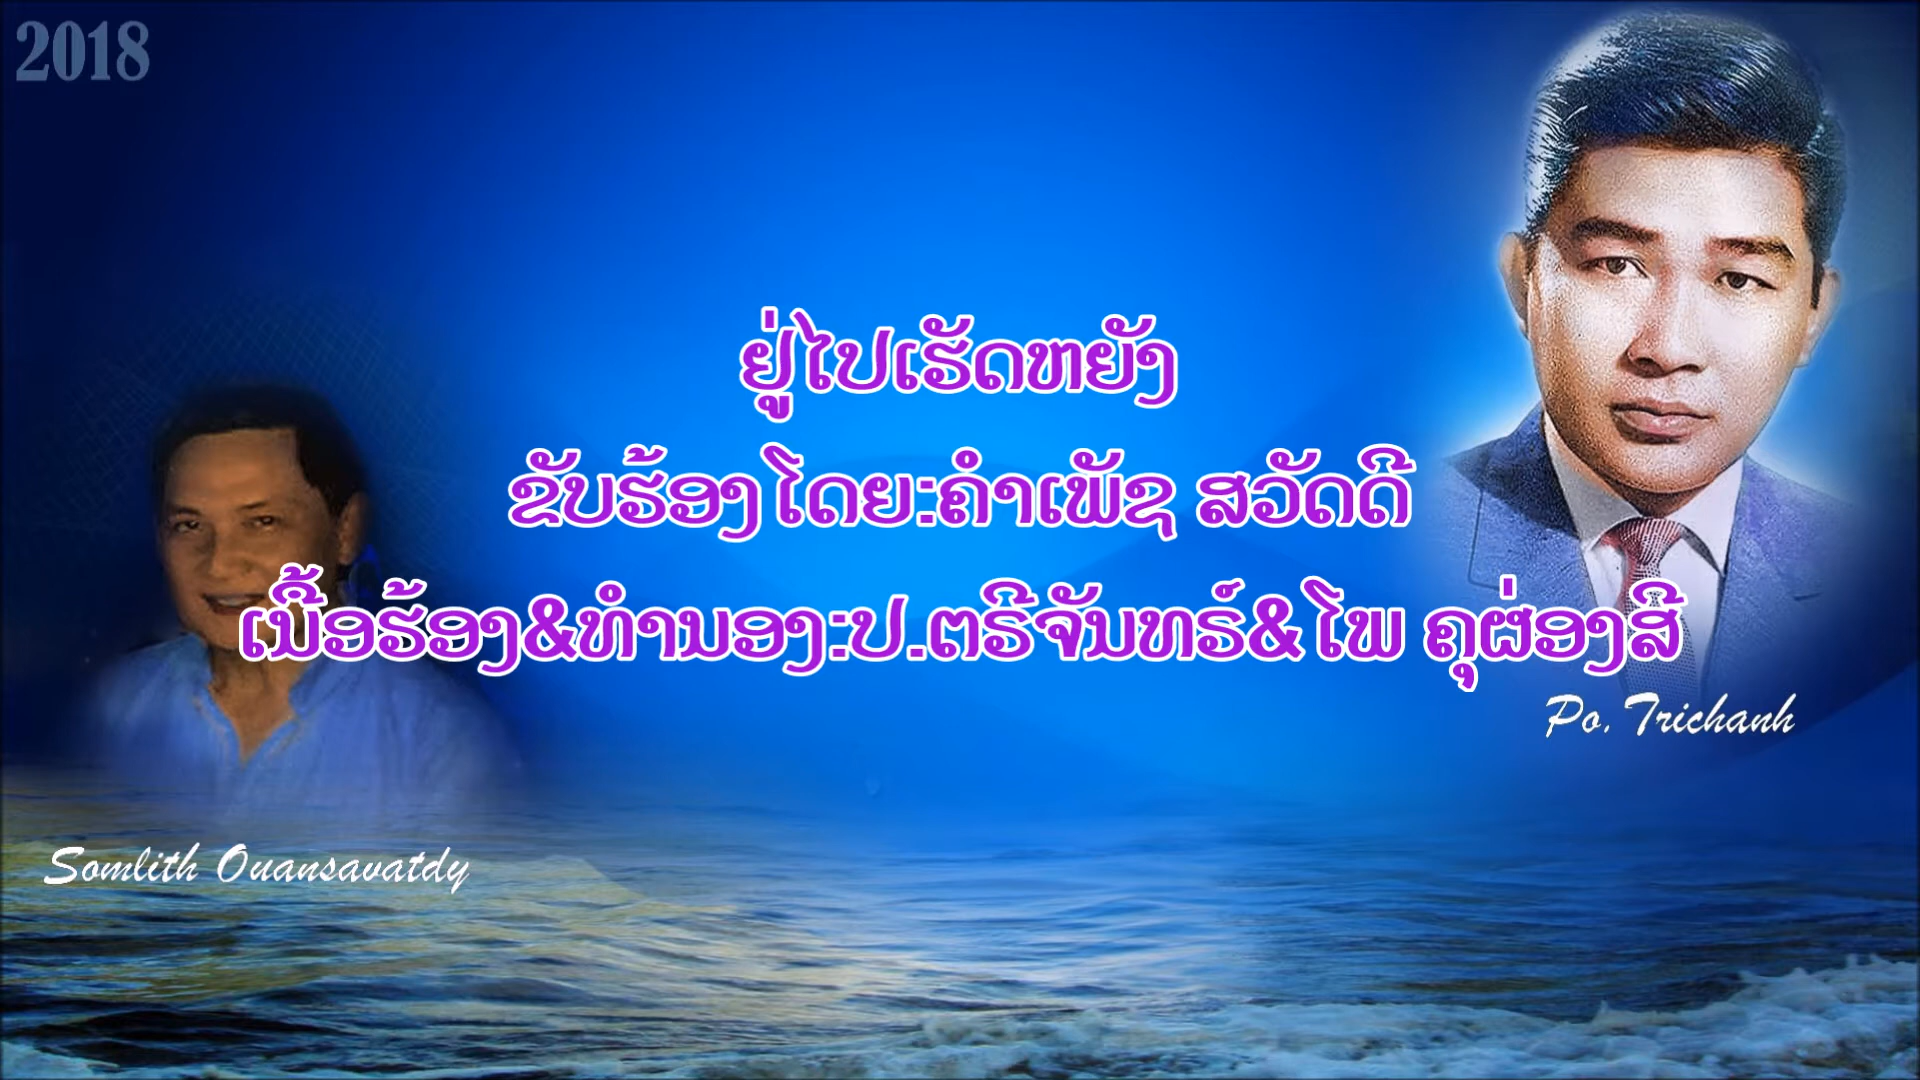 2018
ຢູ່ໄປເຮັດຫຍັງ
ຂັບຮ້ອງໂດຍ:ຄຳເພັຊ ສວັດດີ
ເນື້ອຮ້ອງ&ທຳນອງ:ປ.ຕຣີຈັນທຣ໌&ໂພ ຄຸຜ່ອງສີ
Po. Trichanh
Somlith Ouansavatdy